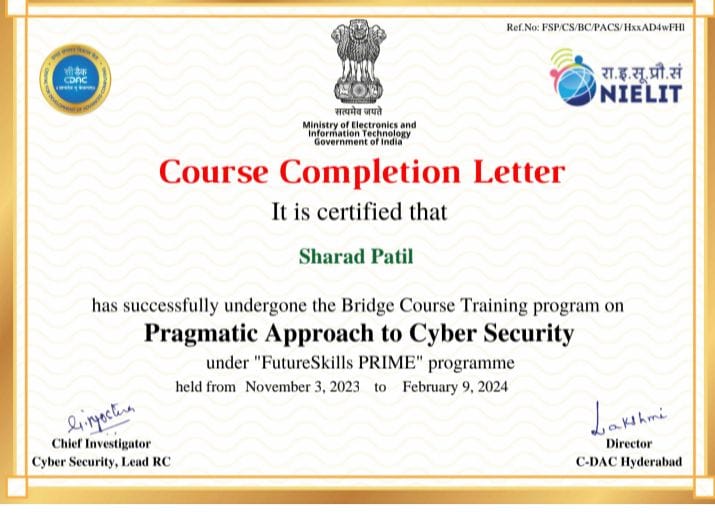 Ref.No: FSP/CS/BC/PACS/HxxAD4wFHI
सी डैक
CDAC
रा.इ.सू.प्रौ.सं
NIELIT
सत्यमेव जयते
Ministry of Electronics and
Information Technology
Government of India
Course Completion Letter
It is certified that
Sharad Patil
has successfully undergone the Bridge Course Training program on
Pragmatic Approach to Cyber Security
under "FutureSkills PRIME" programme
held from November 3, 2023 to February 9, 2024
Lakshmi
Chief Investigator
Director
Cyber Security, Lead RC
C-DAC Hyderabad